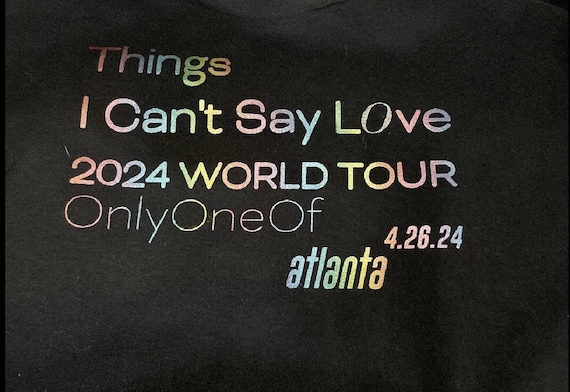 Things
I Can't Say LOve
2024 WORLD TOUR
OnlyOneOf
4.26.24
atlanta